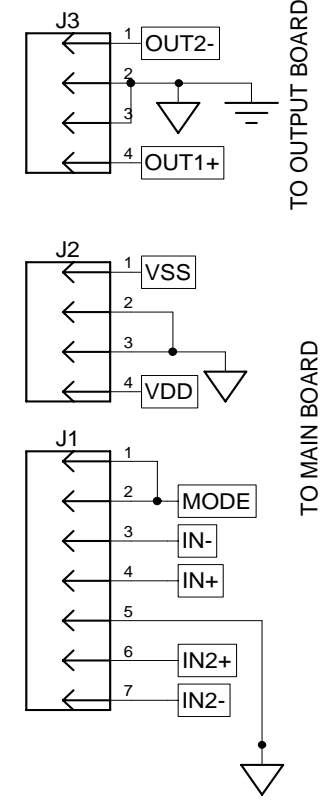 J3
1 OUT2-
2
3
4 OUT1+
TO OUTPUT BOARD
J2
1 VSS
2
3
4 VDD
TO MAIN BOARD
J1
1
2 MODE
3 IN-
4 IN+
5
6 IN2+
7 IN2-